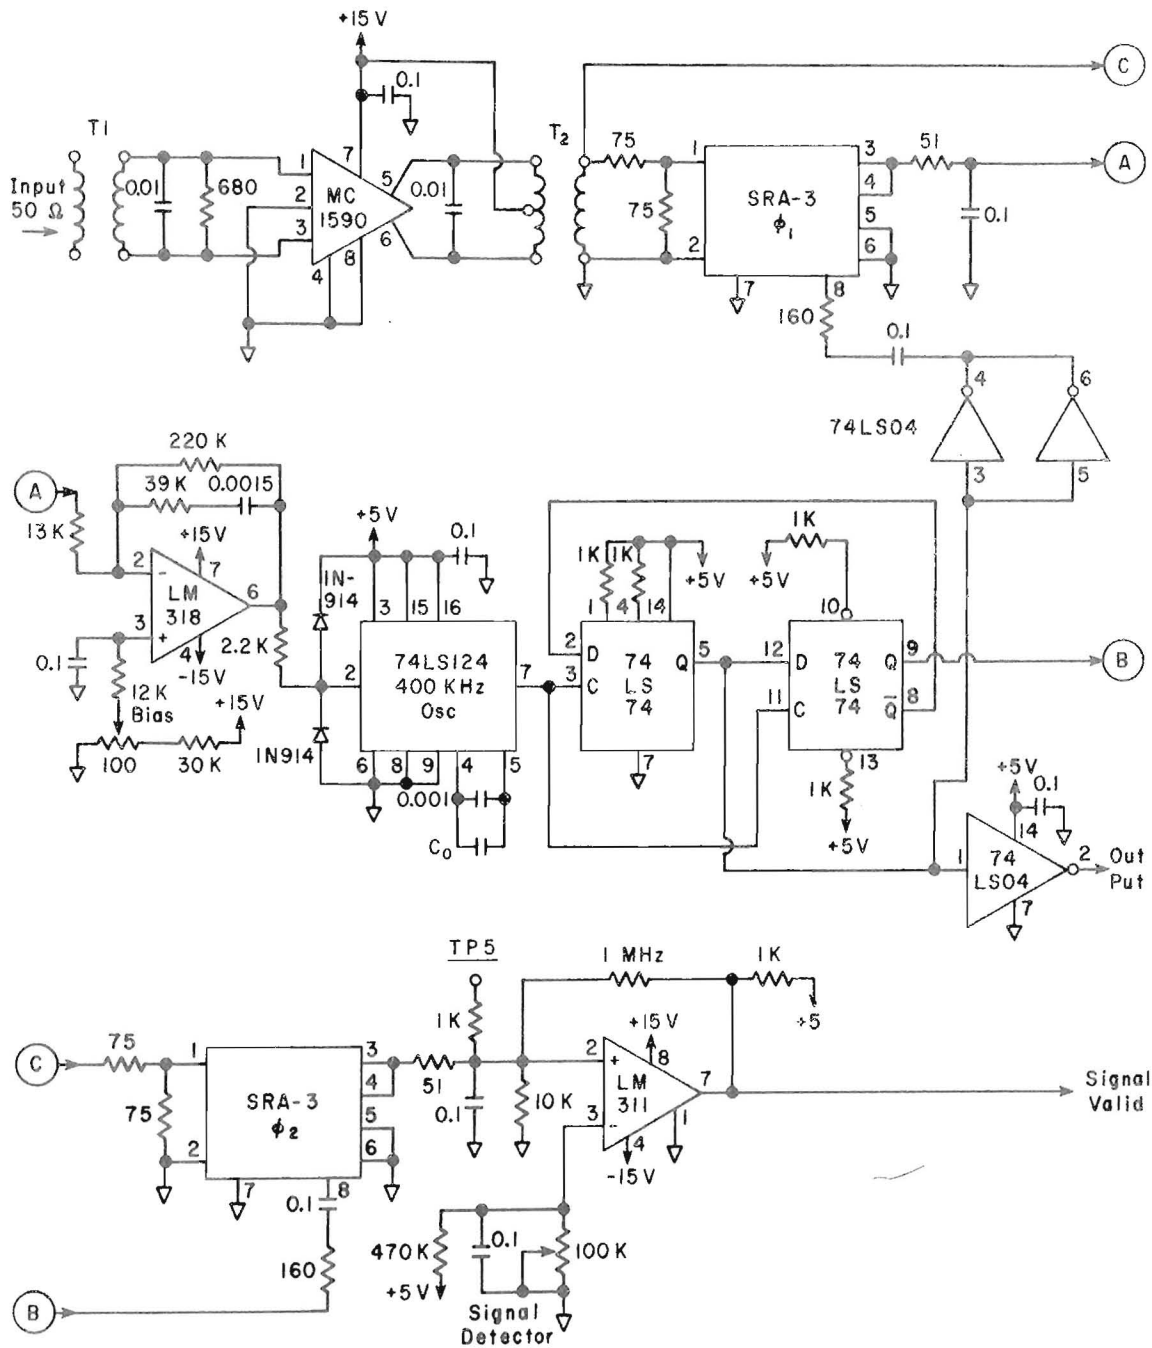 +15 V
0.1
C
T1
T2
75
1
SRA-3
ϕ1
3
51
A
Input
50 Ω
0.01
680
1
2
3
7
MC
1590
5
6
4
8
0.01
75
2
4
5
6
0.1
7
8
160
0.1
4
6
74LS04
3
5
220 K
39 K
0.0015
A
13K
+15V
2
-
7
LM
318
6
3
+
4
-15V
2.2 K
0.1
12K
Bias
+15V
100
30K
+5 V
0.1
IN-
914
3
15
16
2
74LS124
400 KHz
Osc
7
1N914
6
8
9
4
5
0.001
C0
1K
1K
+5V
1
4
14
2
D
3
C
74
LS
74
Q
5
7
1K
+5V
10
12
D
11
C
74
LS
74
Q
9
Q̅
8
13
1K
+5V
B
+5V
0.1
14
1
74
LS04
2
7
Out
Put
TP5
1K
1 MHz
1K
+5
C
75
1
75
2
SRA-3
ϕ2
3
4
5
6
7
8
51
0.1
10 K
+15V
2
+
8
LM
311
7
3
-
4
1
-15V
Signal
Valid
0.1
160
B
470 K
+5V
0.1
100 K
Signal
Detector